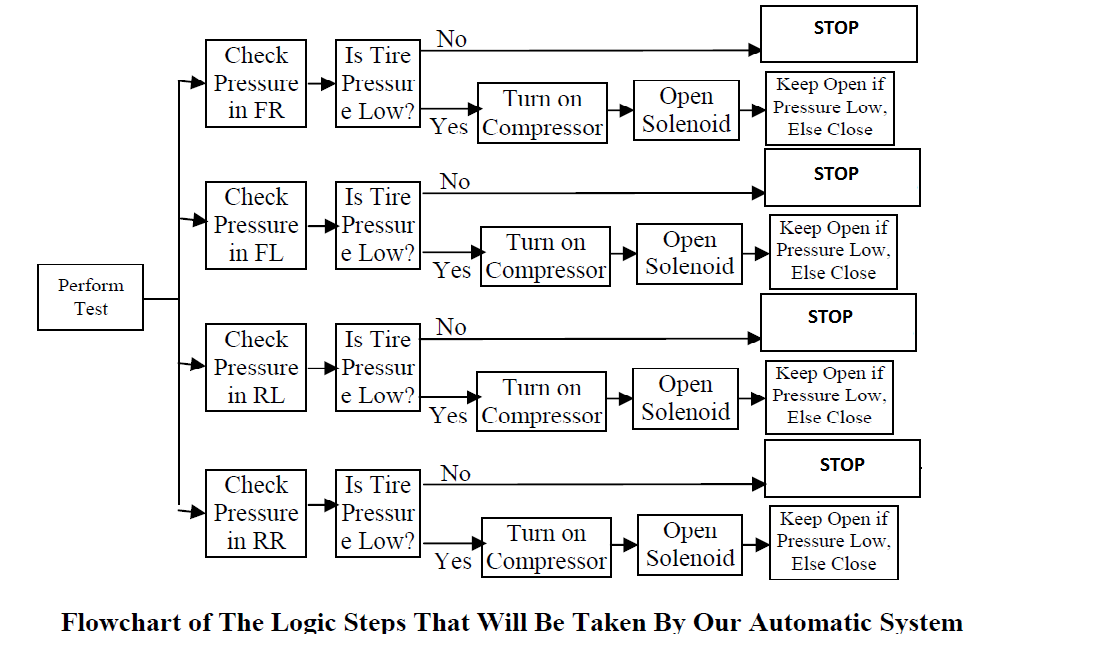 Check
Pressure
in FR
Is Tire
Pressur
e Low?
No
STOP
Yes
Turn on
Compressor
Open
Solenoid
Keep Open if
Pressure Low,
Else Close
Check
Pressure
in FL
Is Tire
Pressur
e Low?
No
STOP
Yes
Turn on
Compressor
Open
Solenoid
Keep Open if
Pressure Low,
Else Close
Perform
Test
Check
Pressure
in RL
Is Tire
Pressur
e Low?
No
STOP
Yes
Turn on
Compressor
Open
Solenoid
Keep Open if
Pressure Low,
Else Close
Check
Pressure
in RR
Is Tire
Pressur
e Low?
No
STOP
Yes
Turn on
Compressor
Open
Solenoid
Keep Open if
Pressure Low,
Else Close
Flowchart of The Logic Steps That Will Be Taken By Our Automatic System